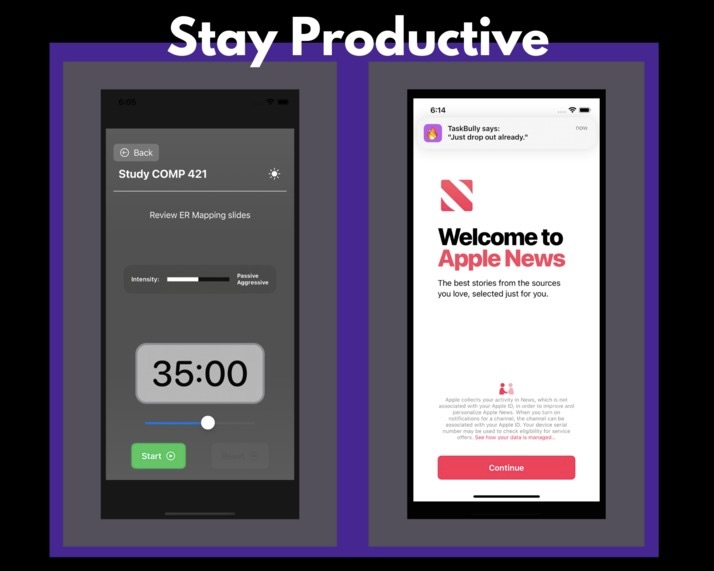 Stay Productive
6:05
Back
Study COMP 421
Review ER Mapping slides
Intensity:
Passive
Aggressive
35:00
Start
6:14
TaskBully says:
now
"Just drop out already."
Welcome to
Apple News
The best stories from the sources
you love, selected just for you.
Apple collects your activity in News, which is not
associated with your Apple ID, in order to improve and
personalize Apple News. When you turn on
notifications for a channel, the channel can be
associated with your Apple ID. Your device serial
number may be used to check eligibility for service
offers. See how your data is managed...
Continue